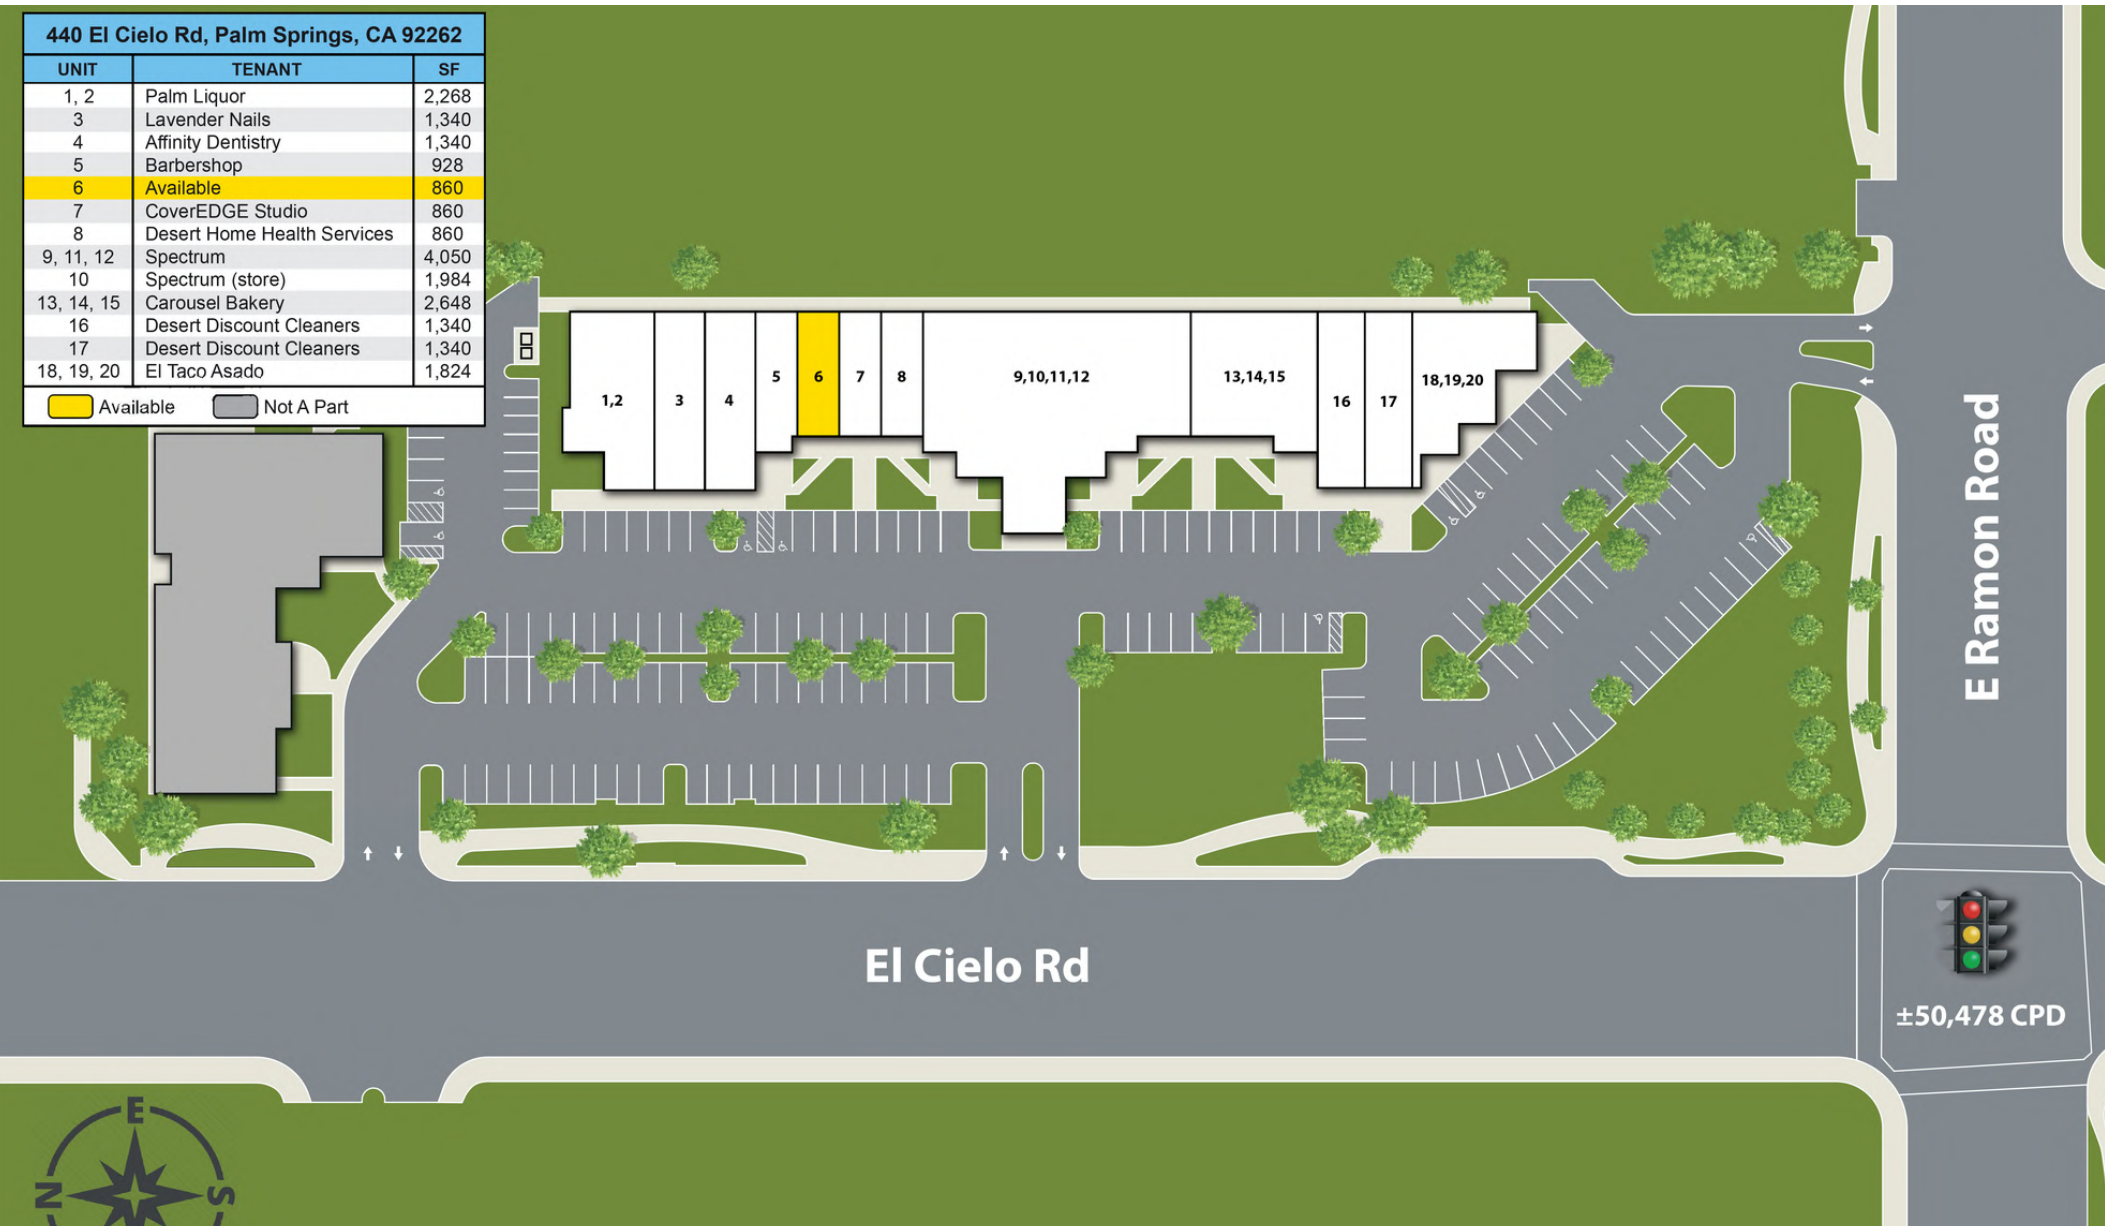 440 El Cielo Rd, Palm Springs, CA 92262
UNIT TENANT SF
1, 2 Palm Liquor 2,268
3 Lavender Nails 1,340
4 Affinity Dentistry 1,340
5 Barbershop 928
6 Available 860
7 CoverEDGE Studio 860
8 Desert Home Health Services 860
9, 11, 12 Spectrum 4,050
10 Spectrum (store) 1,984
13, 14, 15 Carousel Bakery 2,648
16 Desert Discount Cleaners 1,340
17 Desert Discount Cleaners 1,340
18, 19, 20 El Taco Asado 1,824
Available Not A Part
1,2
3
4
5
6
7
8
9,10,11,12
13,14,15
16
17
18,19,20
E Ramon Road
El Cielo Rd
±50,478 CPD
E
N
S